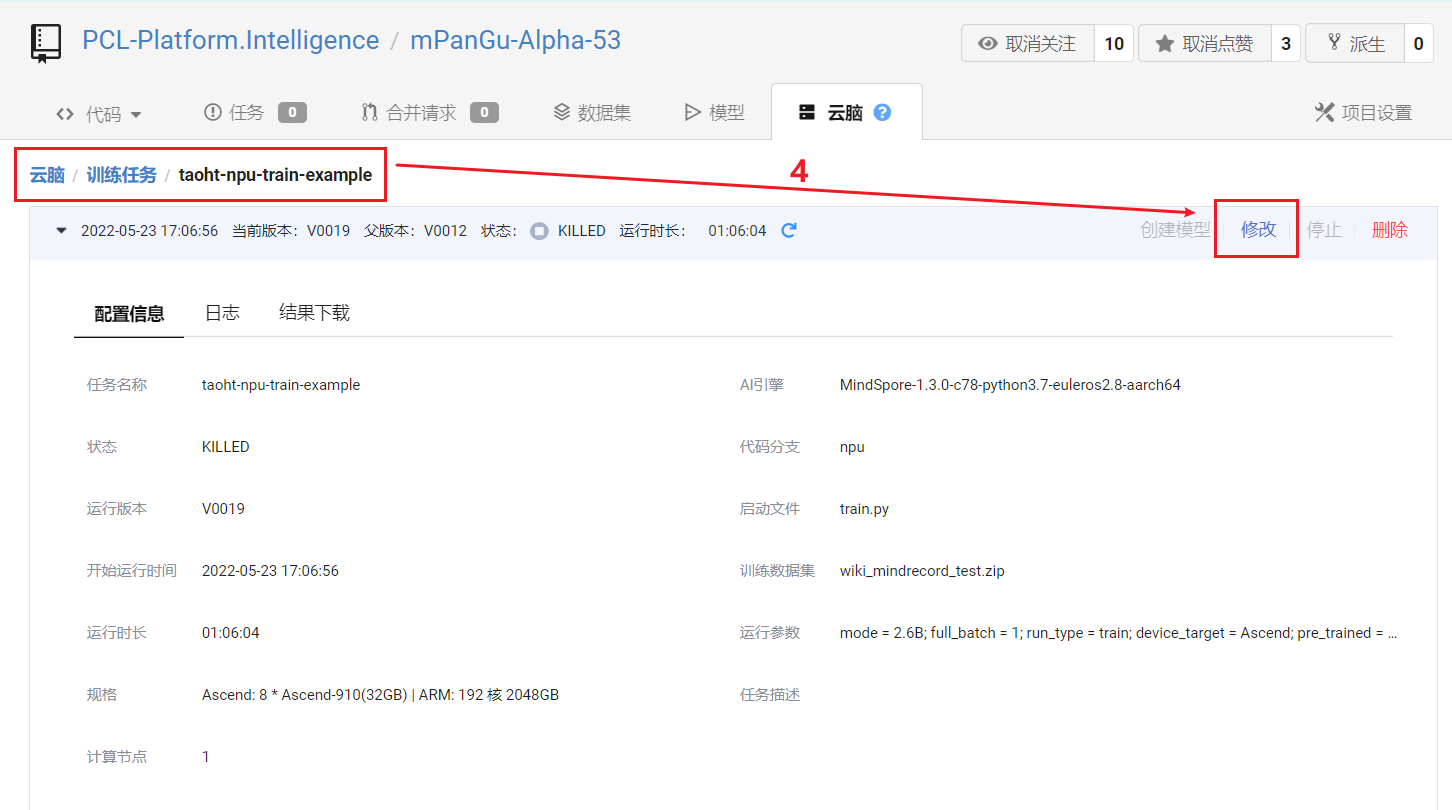 PCL-Platform.Intelligence / mPanGu-Alpha-53 取消关注 10 取消点赞 3 派生 0
代码 任务 0 合并请求 0 数据集 模型 云脑 ? 项目设置
云脑 / 训练任务 / taoht-npu-train-example
4
2022-05-23 17:06:56 当前版本：V0019 父版本：V0012 状态： KILLED 运行时长： 01:06:04 创建模型 修改 停止 删除
配置信息 日志 结果下载
任务名称 taoht-npu-train-example AI引擎 MindSpore-1.3.0-c78-python3.7-euleros2.8-aarch64
状态 KILLED 代码分支 npu
运行版本 V0019 启动文件 train.py
开始运行时间 2022-05-23 17:06:56 训练数据集 wiki_mindrecord_test.zip
运行时长 01:06:04 运行参数 mode = 2.6B; full_batch = 1; run_type = train; device_target = Ascend; pre_trained = ...
规格 Ascend: 8 * Ascend-910(32GB) | ARM: 192 核 2048GB 任务描述
计算节点 1